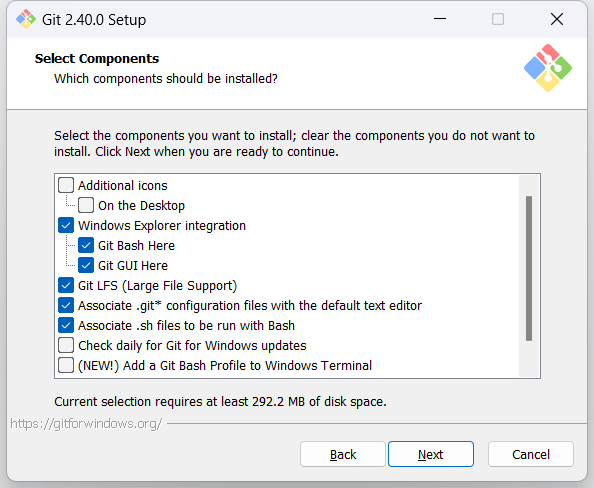 Git 2.40.0 Setup
Select Components
Which components should be installed?
Select the components you want to install; clear the components you do not want to
install. Click Next when you are ready to continue.
Additional icons
On the Desktop
Windows Explorer integration
Git Bash Here
Git GUI Here
Git LFS (Large File Support)
Associate .git* configuration files with the default text editor
Associate .sh files to be run with Bash
Check daily for Git for Windows updates
(NEW!) Add a Git Bash Profile to Windows Terminal
Current selection requires at least 292.2 MB of disk space.
https://gitforwindows.org/
Back
Next
Cancel